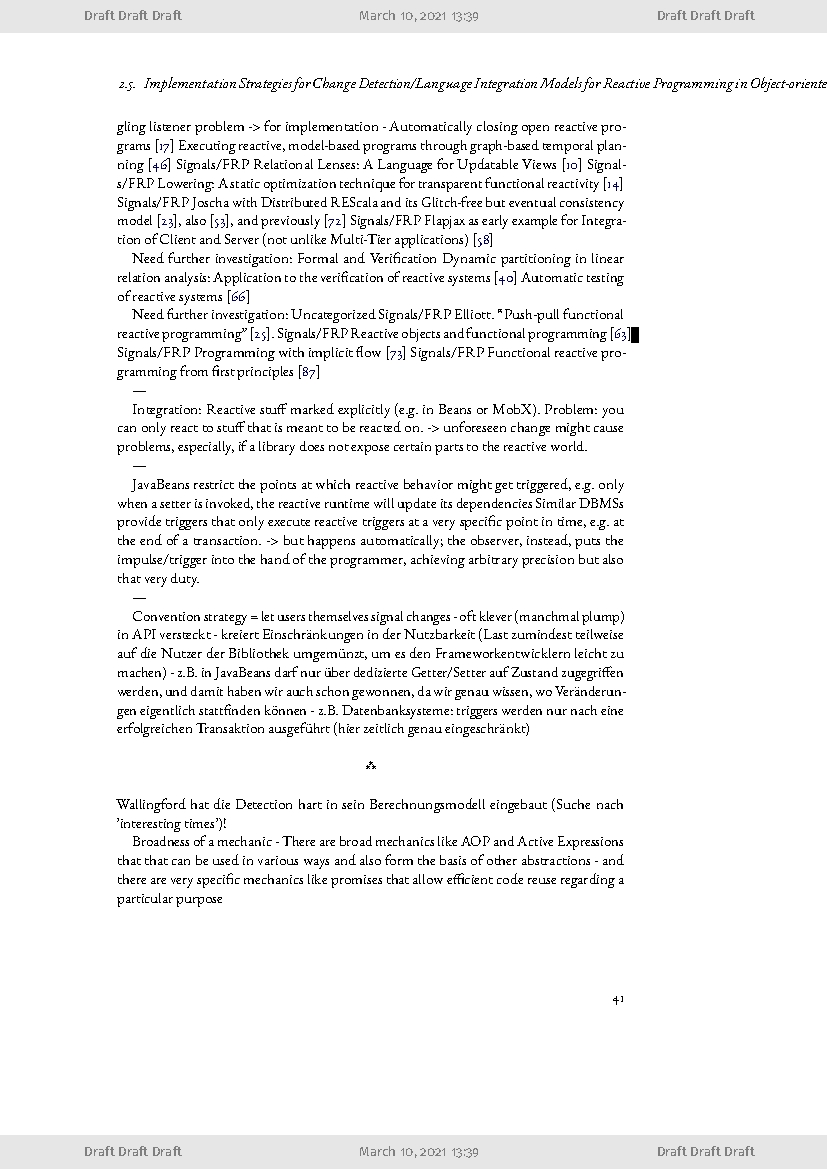 Draft Draft Draft March 10, 2021 13:39 Draft Draft Draft
2.5. Implementation Strategies for Change Detection/Language Integration Models for Reactive Programming in Object-oriente
gling listener problem -> for implementation - Automatically closing open reactive pro-
grams [17] Executing reactive, model-based programs through graph-based temporal plan-
ning [46] Signals/FRP Relational Lenses: A Language for Updatable Views [10] Signal-
s/FRP Lowering: A static optimization technique for transparent functional reactivity [14]
Signals/FRP Joscha with Distributed REScala and its Glitch-free but eventual consistency
model [23], also [53], and previously [72] Signals/FRP Flapjax as early example for Integra-
tion of Client and Server (not unlike Multi-Tier applications) [58]
Need further investigation: Formal and Verification Dynamic partitioning in linear
relation analysis: Application to the verification of reactive systems [40] Automatic testing
of reactive systems [66]
Need further investigation: Uncategorized Signals/FRP Elliott. “Push-pull functional
reactive programming” [25]. Signals/FRP Reactive objects and functional programming [63]
Signals/FRP Programming with implicit flow [73] Signals/FRP Functional reactive pro-
gramming from first principles [87]
—
Integration: Reactive stuff marked explicitly (e.g. in Beans or MobX). Problem: you
can only react to stuff that is meant to be reacted on. -> unforeseen change might cause
problems, especially, if a library does not expose certain parts to the reactive world.
—
JavaBeans restrict the points at which reactive behavior might get triggered, e.g. only
when a setter is invoked, the reactive runtime will update its dependencies Similar DBMSs
provide triggers that only execute reactive triggers at a very specific point in time, e.g. at
the end of a transaction. -> but happens automatically; the observer, instead, puts the
impulse/trigger into the hand of the programmer, achieving arbitrary precision but also
that very duty.
—
Convention strategy = let users themselves signal changes - oft klever (manchmal plump)
in API versteckt - kreiert Einschränkungen in der Nutzbarkeit (Last zumindest teilweise
auf die Nutzer der Bibliothek umgemünzt, um es den Frameworkentwicklern leicht zu
machen) - z.B. in JavaBeans darf nur über dedizierte Getter/Setter auf Zustand zugegriffen
werden, und damit haben wir auch schon gewonnen, da wir genau wissen, wo Veränderun-
gen eigentlich stattfinden können - z.B. Datenbanksysteme: triggers werden nur nach eine
erfolgreichen Transaktion ausgeführt (hier zeitlich genau eingeschränkt)
⁂
Wallingford hat die Detection hart in sein Berechnungsmodell eingebaut (Suche nach
’interesting times’)!
Broadness of a mechanic - There are broad mechanics like AOP and Active Expressions
that that can be used in various ways and also form the basis of other abstractions - and
there are very specific mechanics like promises that allow efficient code reuse regarding a
particular purpose
41
Draft Draft Draft March 10, 2021 13:39 Draft Draft Draft